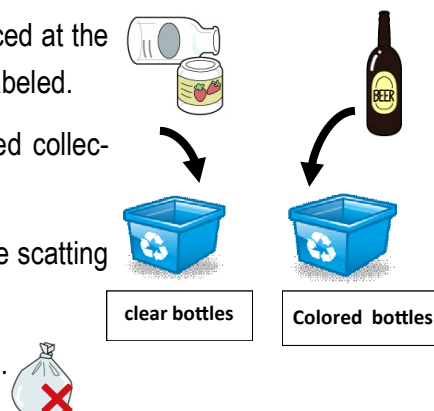 ced at the
beled.
ed collec-
e scatting
.
BEER
clear bottles
Colored bottles